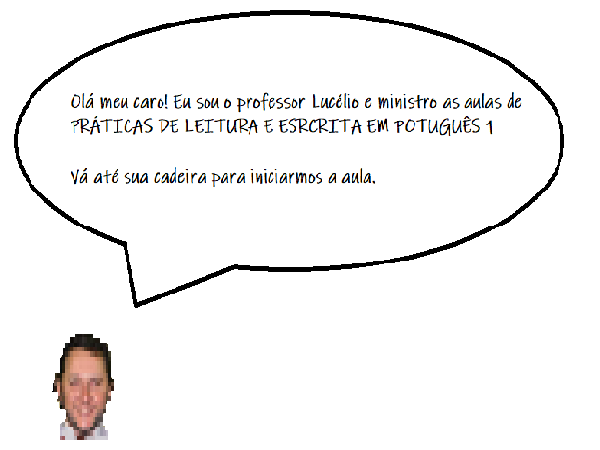 Olá meu caro! Eu sou o professor Lucélio e ministro as aulas de
PRÁTICAS DE LEITURA E ESRCRITA EM POTUGUÊS 1
Vá até sua cadeira para iniciarmos a aula.